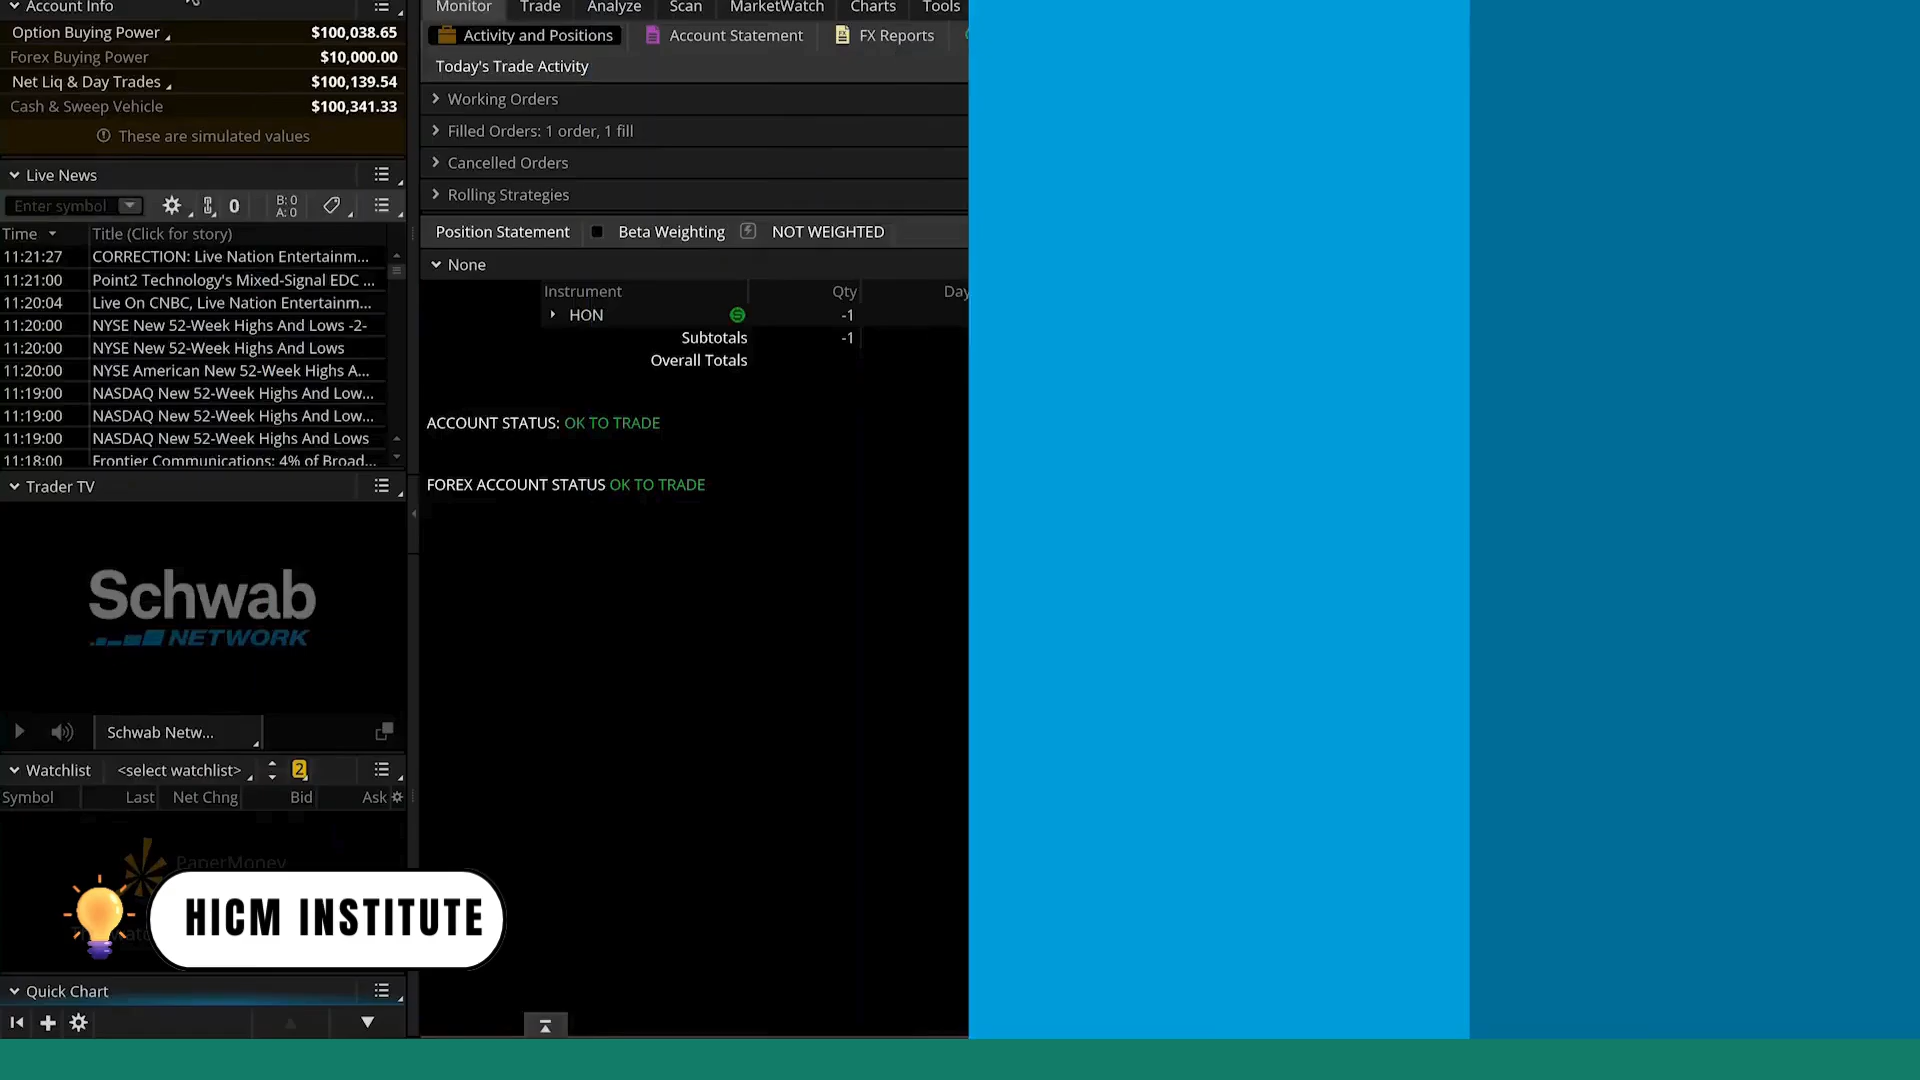 Account Info
Option Buying Power $100,038.65
Forex Buying Power $10,000.00
Net Liq & Day Trades $100,139.54
Cash & Sweep Vehicle $100,341.33
These are simulated values
Live News
Enter symbol 0 B: 0 A: 0
Time Title (Click for story)
11:21:27 CORRECTION: Live Nation Entertainm...
11:21:00 Point2 Technology's Mixed-Signal EDC ...
11:20:04 Live On CNBC, Live Nation Entertainm...
11:20:00 NYSE New 52-Week Highs And Lows -2-
11:20:00 NYSE New 52-Week Highs And Lows
11:20:00 NYSE American New 52-Week Highs A...
11:19:00 NASDAQ New 52-Week Highs And Low...
11:19:00 NASDAQ New 52-Week Highs And Low...
11:19:00 NASDAQ New 52-Week Highs And Lows
11:18:00 Frontier Communications: 4% of Broad...
Trader TV
Schwab
NETWORK
Schwab Netw...
Watchlist <select watchlist> 2
Symbol Last Net Chng Bid Ask
PaperMoney
HICM INSTITUTE
Quick Chart
Monitor Trade Analyze Scan MarketWatch Charts Tools
Activity and Positions Account Statement FX Reports
Today's Trade Activity
Working Orders
Filled Orders: 1 order, 1 fill
Cancelled Orders
Rolling Strategies
Position Statement Beta Weighting NOT WEIGHTED
None
Instrument Qty Day
HON -1
Subtotals -1
Overall Totals
ACCOUNT STATUS: OK TO TRADE
FOREX ACCOUNT STATUS OK TO TRADE